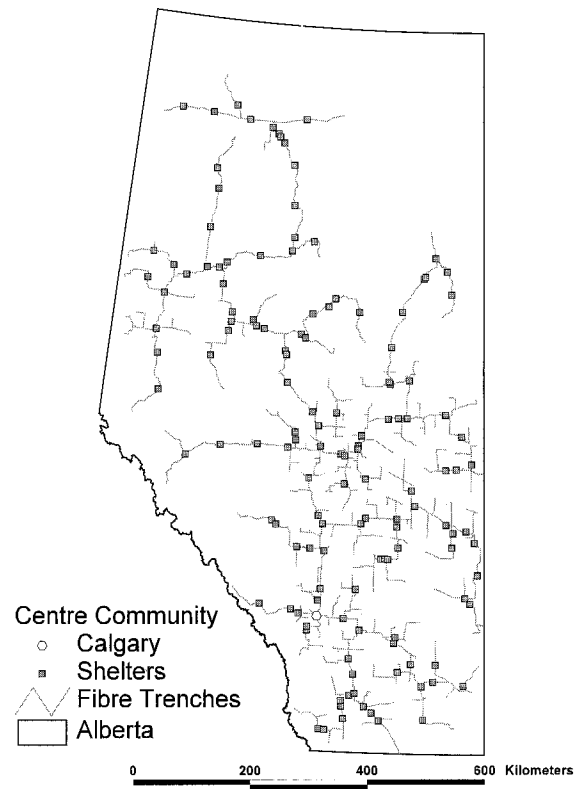 Centre Community
Calgary
Shelters
Fibre Trenches
Alberta
0 200 400 600 Kilometers